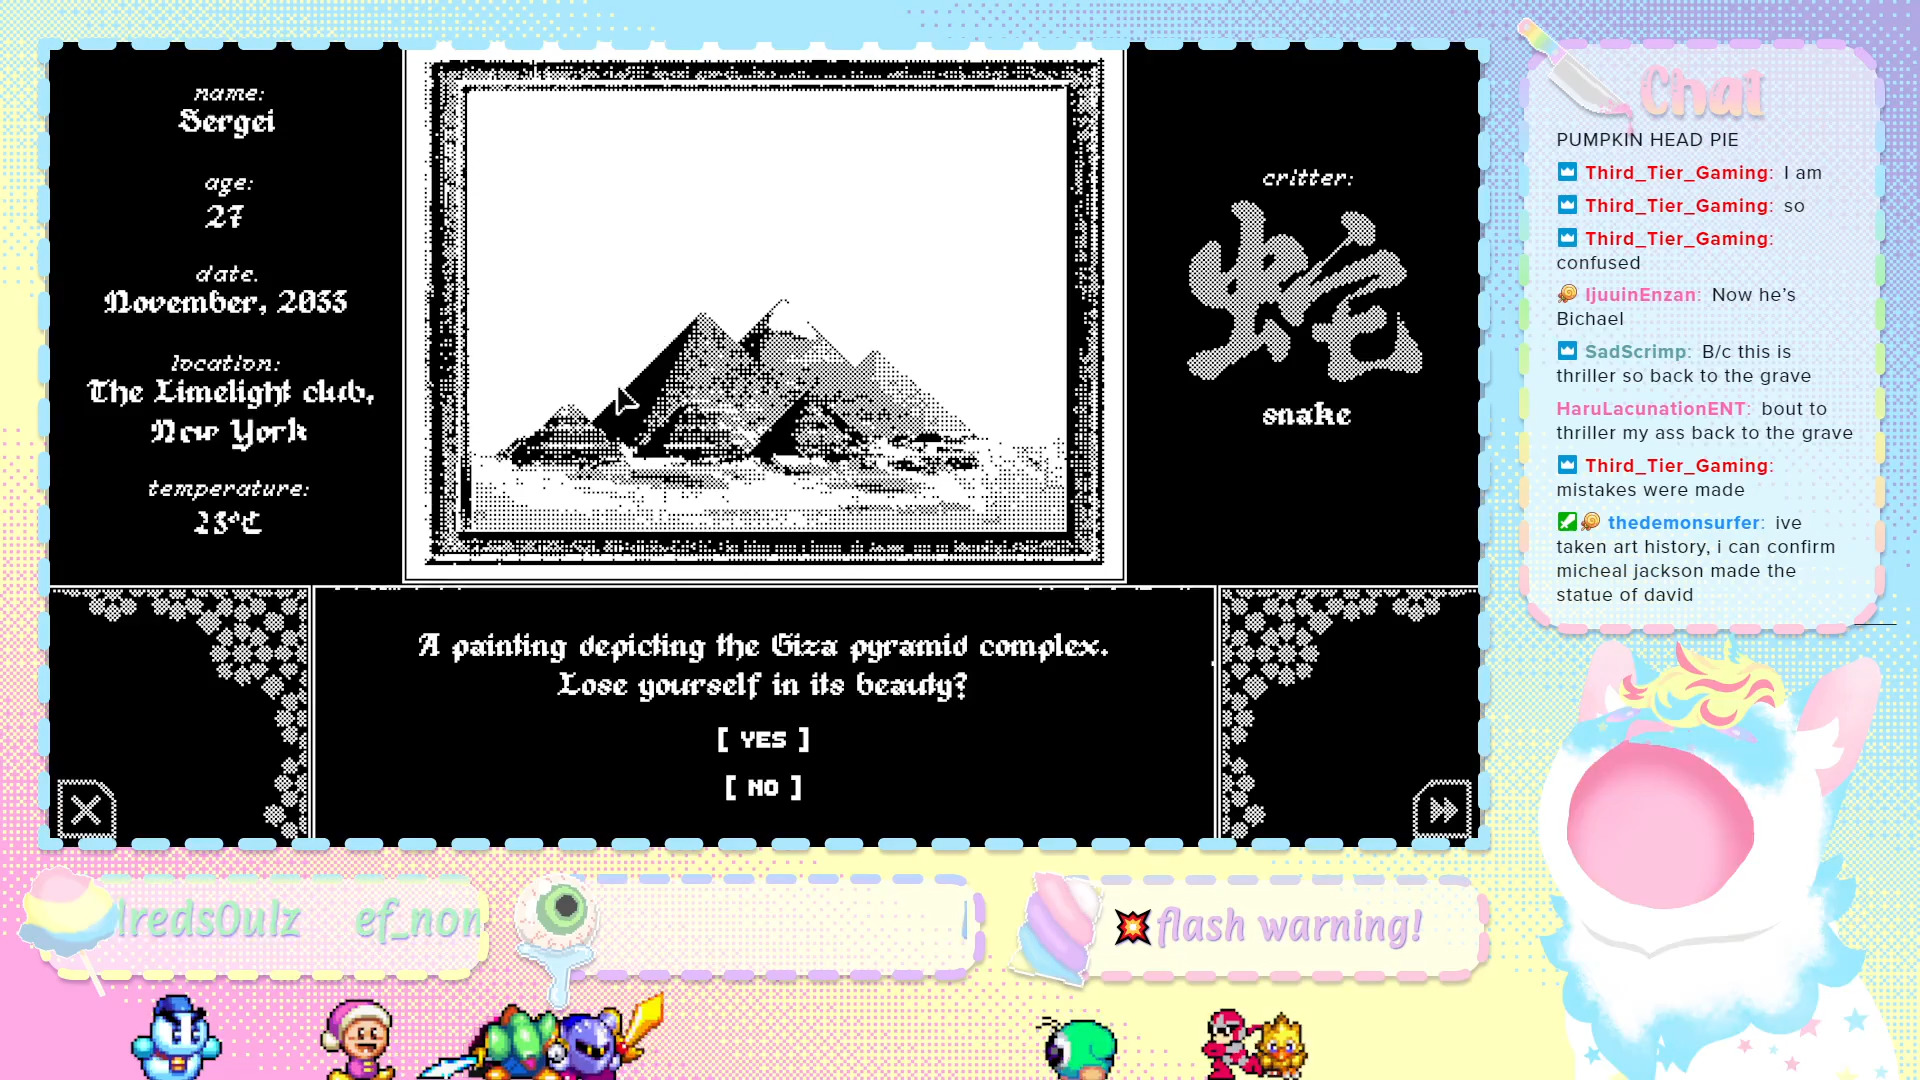 name:
Sergei
age:
27
date.
November, 2033
location:
The Limelight club,
New York
temperature:
23°C
critter:
蛇
snake
A painting depicting the Giza pyramid complex.
Lose yourself in its beauty?
[ YES ]
[ NO ]
Chat
PUMPKIN HEAD PIE
Third_Tier_Gaming: I am
Third_Tier_Gaming: so
Third_Tier_Gaming:
confused
IjuuinEnzan: Now he's
Bichael
SadScrimp: B/c this is
thriller so back to the grave
HaruLacunationENT: bout to
thriller my ass back to the grave
Third_Tier_Gaming:
mistakes were made
thedemonsurfer: ive
taken art history, i can confirm
micheal jackson made the
statue of david
ef_non
flash warning!